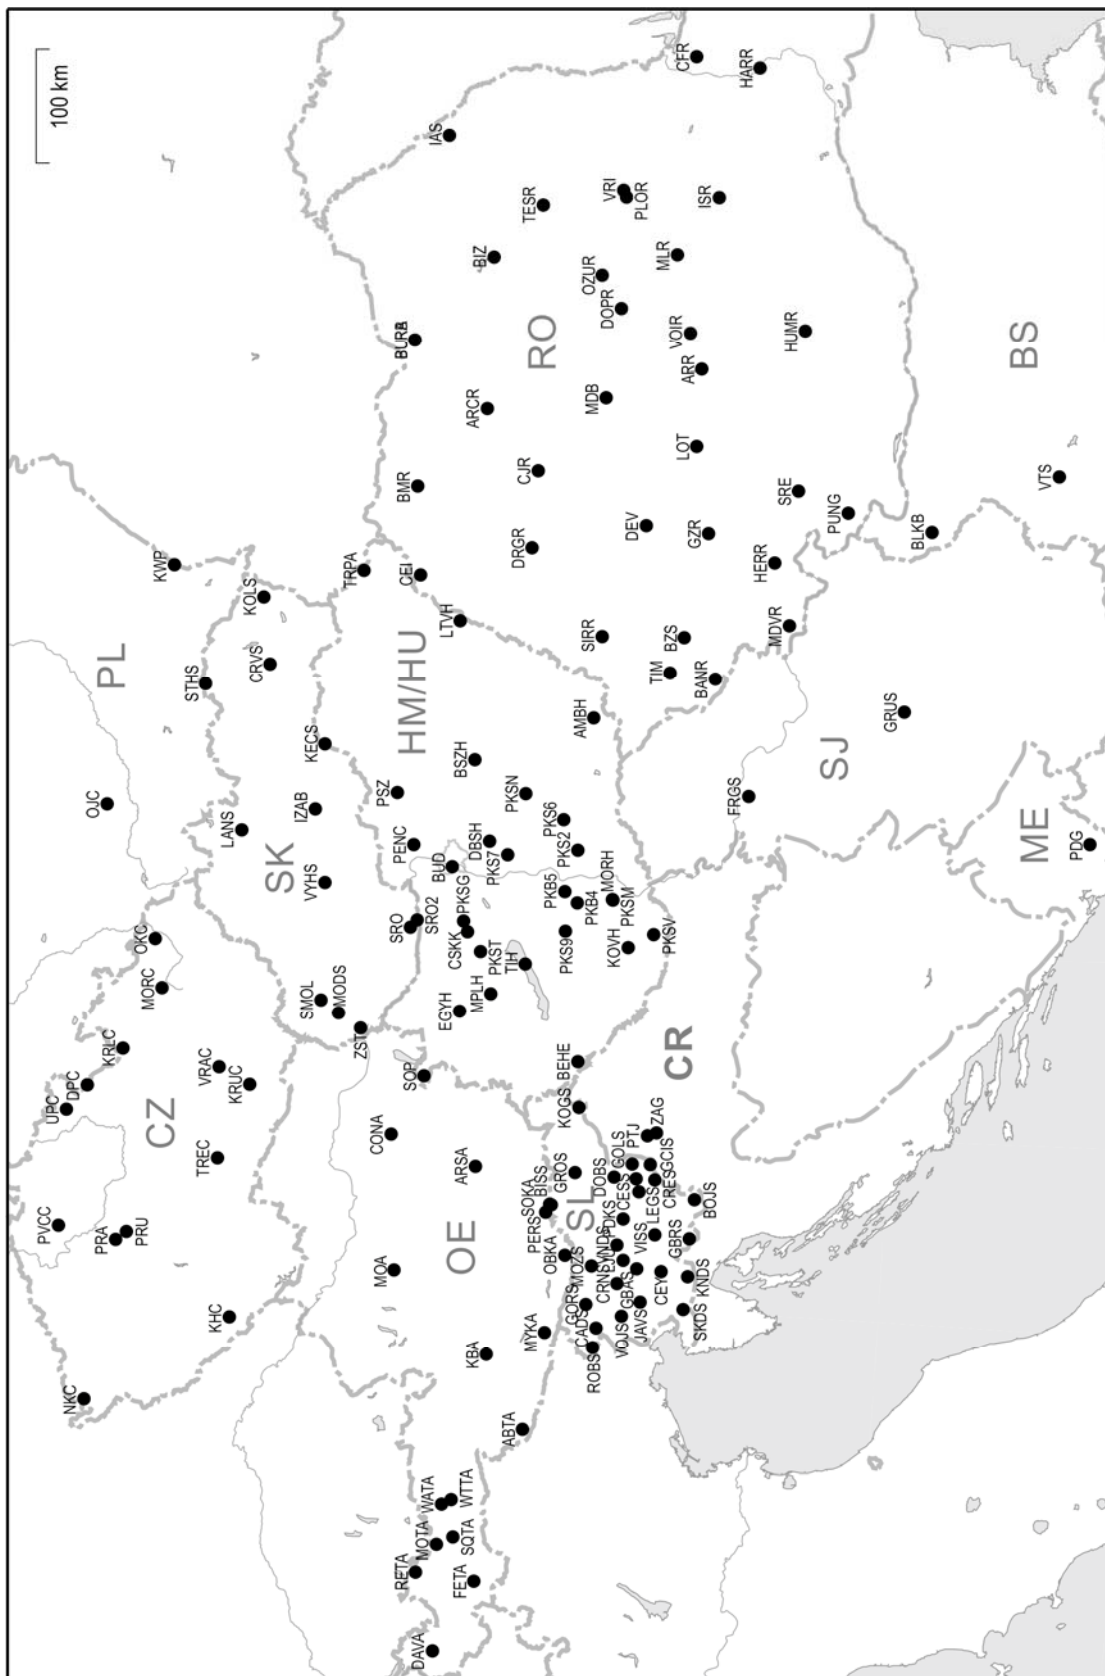 100 km
CFR
HARR
IAS
VRI
PLOR
ISR
TESR
BIZ
OZUR
MLR
DOPR
RO
VOIR
HUMR
BS
ARR
MDB
ARCR
LOT
CJR
BMR
SRE
VTS
PUNG
DEV
GZR
DRGR
BLKB
KWP
TRPA
CEI
HERR
KOLS
LTVH
SIRR
BZS
MDVR
PL
CRVS
STHS
HM/HU
TIM
BANR
GRUS
AMBH
KECS
BSZH
SJ
OJC
IZAB
PSZ
PKSN
FRGS
LANS
SK
PENC
DBSH
PKS6
PKS7
PKS2
ME
PDG
VYHS
BUD
PKB5
PKB4
MORH
PKSM
OKC
SRO
SRO2
PKSG
CSKK
PKS9
KOVH
PKSV
PKST
TIH
MORC
SMOL
MODS
MPLH
EGYH
ZST
KRLC
VRAC
KRUC
SOP
BEHE
KOGS
CR
UPC
DPC
CZ
TREC
CONA
ARSA
GROS
DOBS
GOLS
PTJ
ZAG
GCIS
CRES
LEGS
CESS
BOJS
SOKA
BISS
PERS
SL
PDKS
VISS
GBRS
PVCC
PRA
PRU
OE
OBKA
MOZS
VNDS
LJU
CRNS
GBAS
CEY
KNDS
SKDS
MOA
GORS
CADS
VOJS
JAVS
ROBS
KHC
MYKA
KBA
NKC
ABTA
WATA
WTTA
MOTA
SQTA
RETA
FETA
DAVA